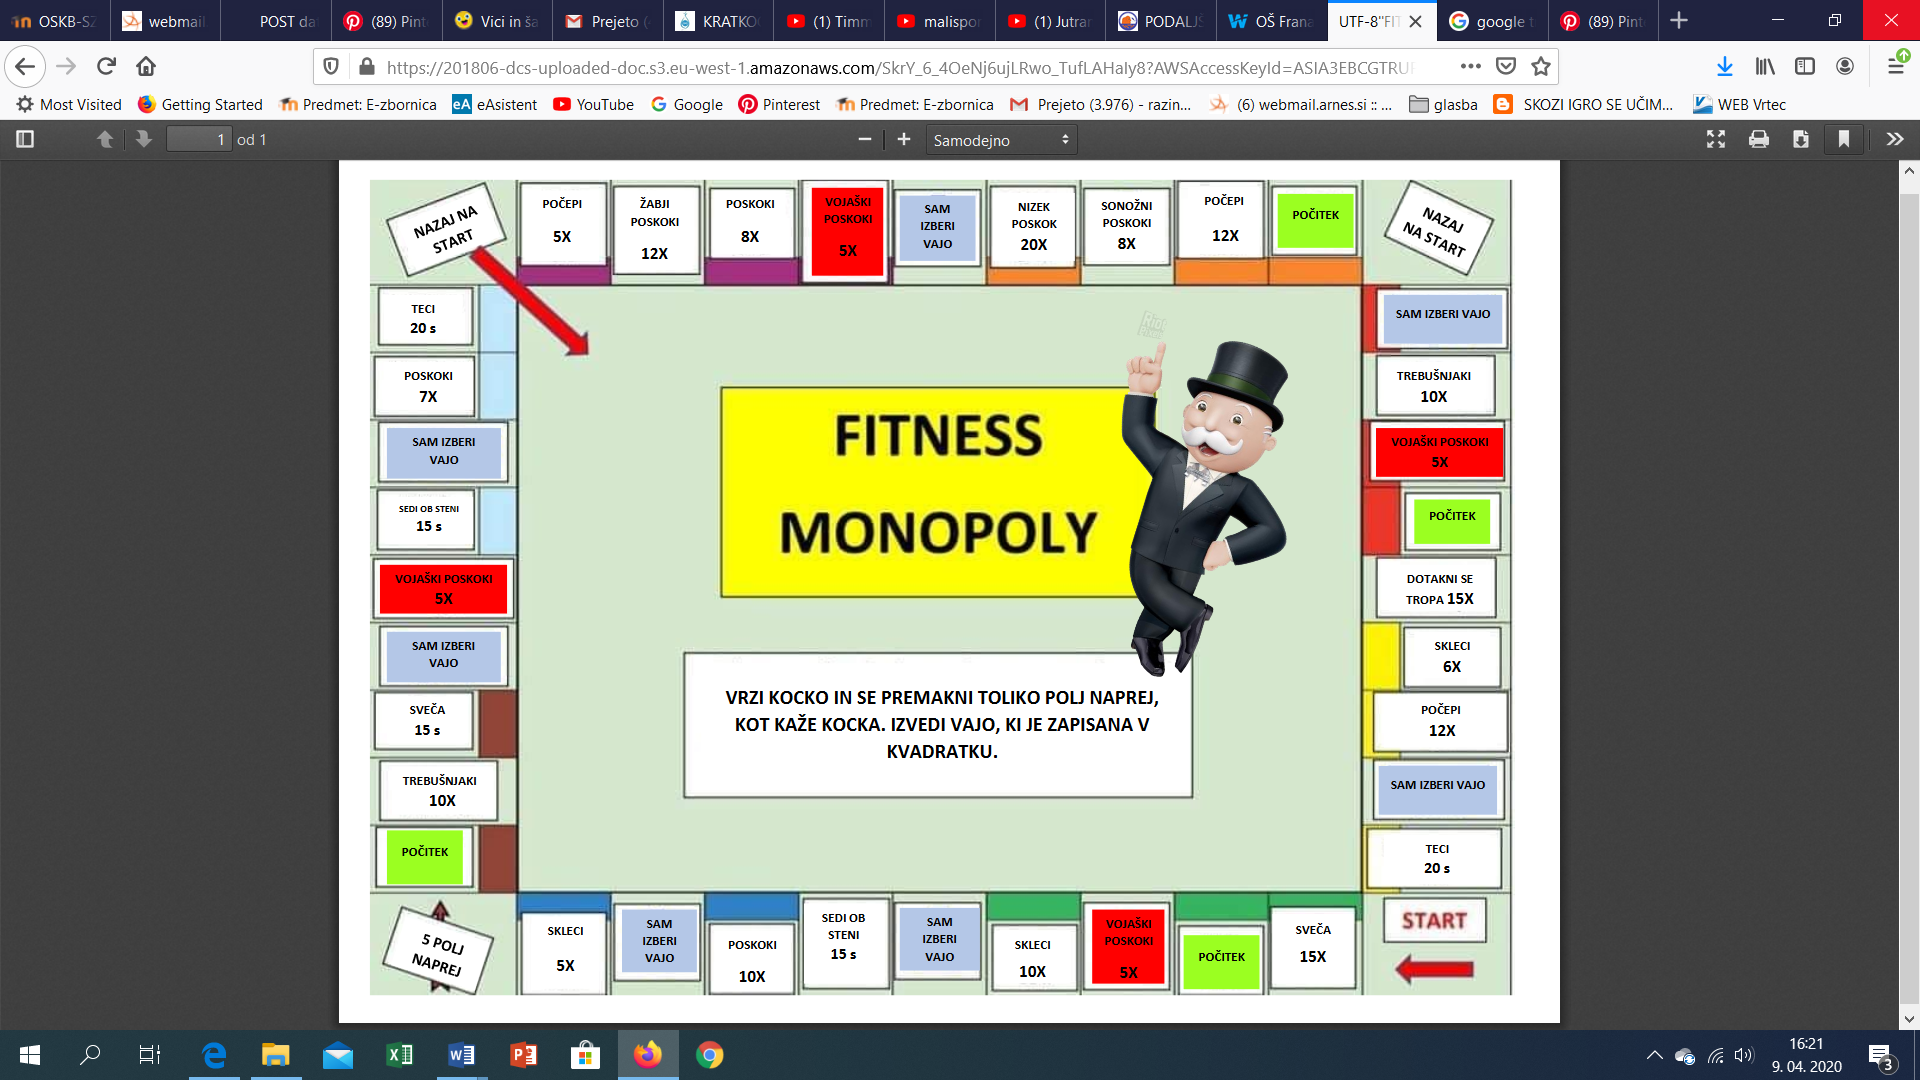 OSKB-SZ
webmail
POST da
(89) Pint
Vici in ša
Prejeto (
KRATKO
(1) Timm
malispor
(1) Jutrar
PODALJŠ
OŠ Frana
UTF-8''FIT
google t
(89) Pint
https://201806-dcs-uploaded-doc.s3.eu-west-1.amazonaws.com/SkrY_6_4OeNj6ujLRwo_TufLAHaIy8?AWSAccessKeyId=ASIA3EBCGTRUF
Most Visited
Getting Started
Predmet: E-zbornica
eAsistent
YouTube
Google
Pinterest
Predmet: E-zbornica
Prejeto (3.976) - razin...
(6) webmail.arnes.si :: ...
glasba
SKOZI IGRO SE UČIM...
WEB Vrtec
1 od 1
Samodejno
NAZAJ NA
START
POČEPI
5X
ŽABJI
POSKOKI
12X
POSKOKI
8X
VOJAŠKI
POSKOKI
5X
SAM
IZBERI
VAJO
NIZEK
POSKOK
20X
SONOŽNI
POSKOKI
8X
POČEPI
12X
POČITEK
NAZAJ
NA START
TECI
20 s
POSKOKI
7X
SAM IZBERI
VAJO
SEDI OB STENI
15 s
VOJAŠKI POSKOKI
5X
SAM IZBERI
VAJO
SVEČA
15 s
TREBUŠNJAKI
10X
POČITEK
FITNESS
MONOPOLY
VRZI KOCKO IN SE PREMAKNI TOLIKO POLJ NAPREJ,
KOT KAŽE KOCKA. IZVEDI VAJO, KI JE ZAPISANA V
KVADRATKU.
SAM IZBERI VAJO
TREBUŠNJAKI
10X
VOJAŠKI POSKOKI
5X
POČITEK
DOTAKNI SE
TROPA 15X
SKLECI
6X
POČEPI
12X
SAM IZBERI VAJO
TECI
20 s
5 POLJ
NAPREJ
SKLECI
5X
SAM
IZBERI
VAJO
POSKOKI
10X
SEDI OB
STENI
15 s
SAM
IZBERI
VAJO
SKLECI
10X
VOJAŠKI
POSKOKI
5X
POČITEK
SVEČA
15X
START
16:21
9. 04. 2020
3